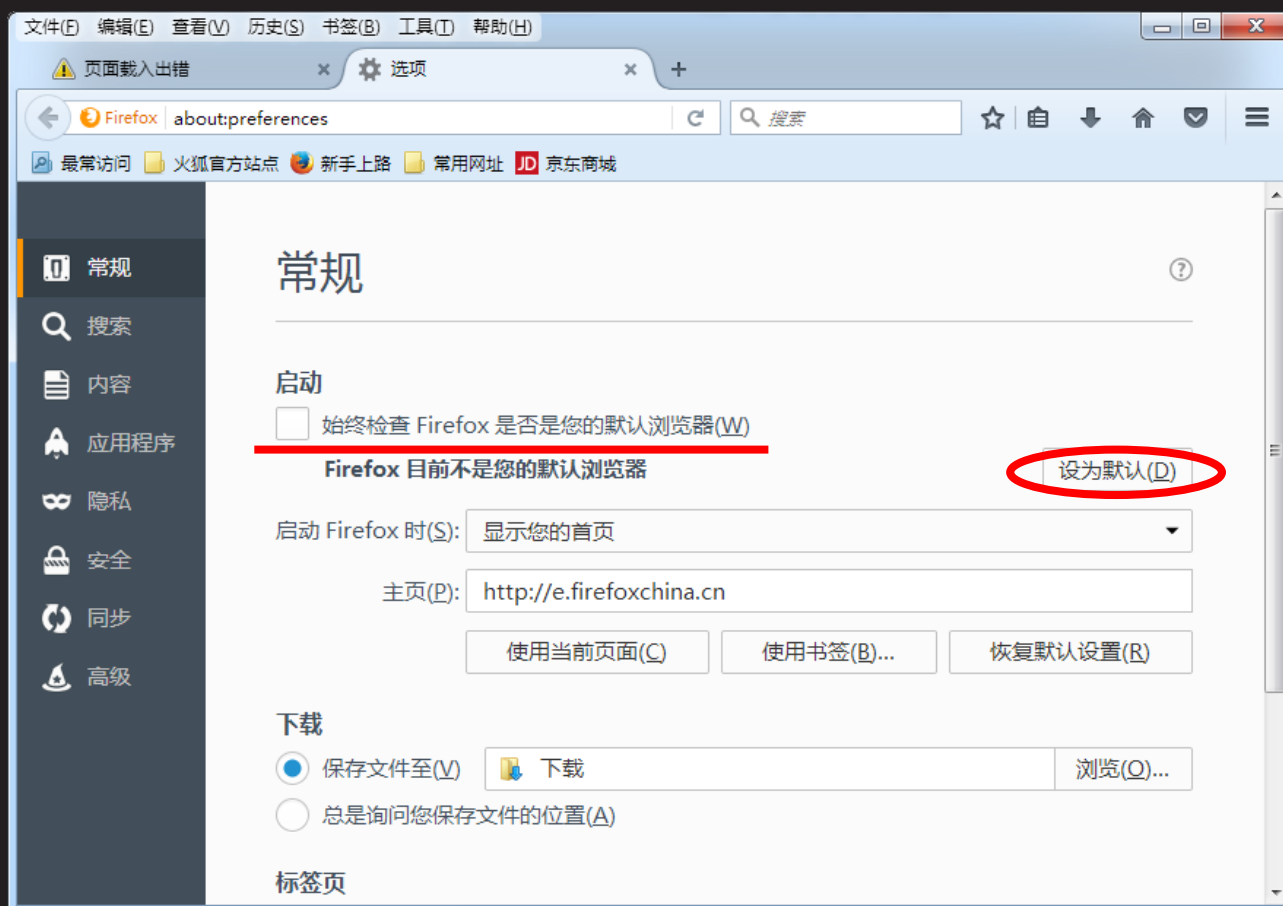 文件(F) 编辑(E) 查看(V) 历史(S) 书签(B) 工具(T) 帮助(H)
页面载入出错 选项
Firefox about:preferences 搜索
最常访问 火狐官方站点 新手上路 常用网址 JD 京东商城
常规
搜索
内容
应用程序
隐私
安全
同步
高级
常规
启动
始终检查 Firefox 是否是您的默认浏览器(W)
Firefox 目前不是您的默认浏览器 设为默认(D)
启动 Firefox 时(S): 显示您的首页
主页(P): http://e.firefoxchina.cn
使用当前页面(C) 使用书签(B)... 恢复默认设置(R)
下载
保存文件至(V) 下载 浏览(O)...
总是询问您保存文件的位置(A)
标签页